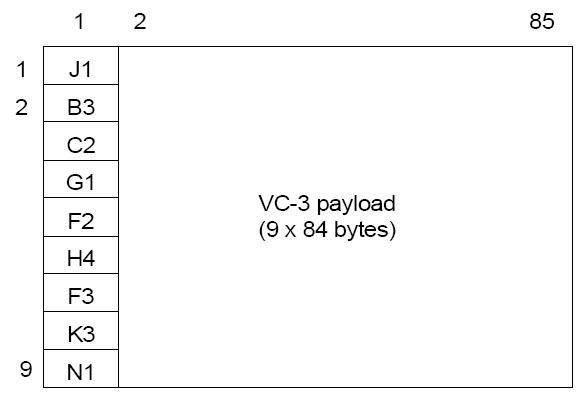 1 2 85
1 J1
2 B3
C2
G1
F2
VC-3 payload
(9 x 84 bytes)
H4
F3
K3
9 N1